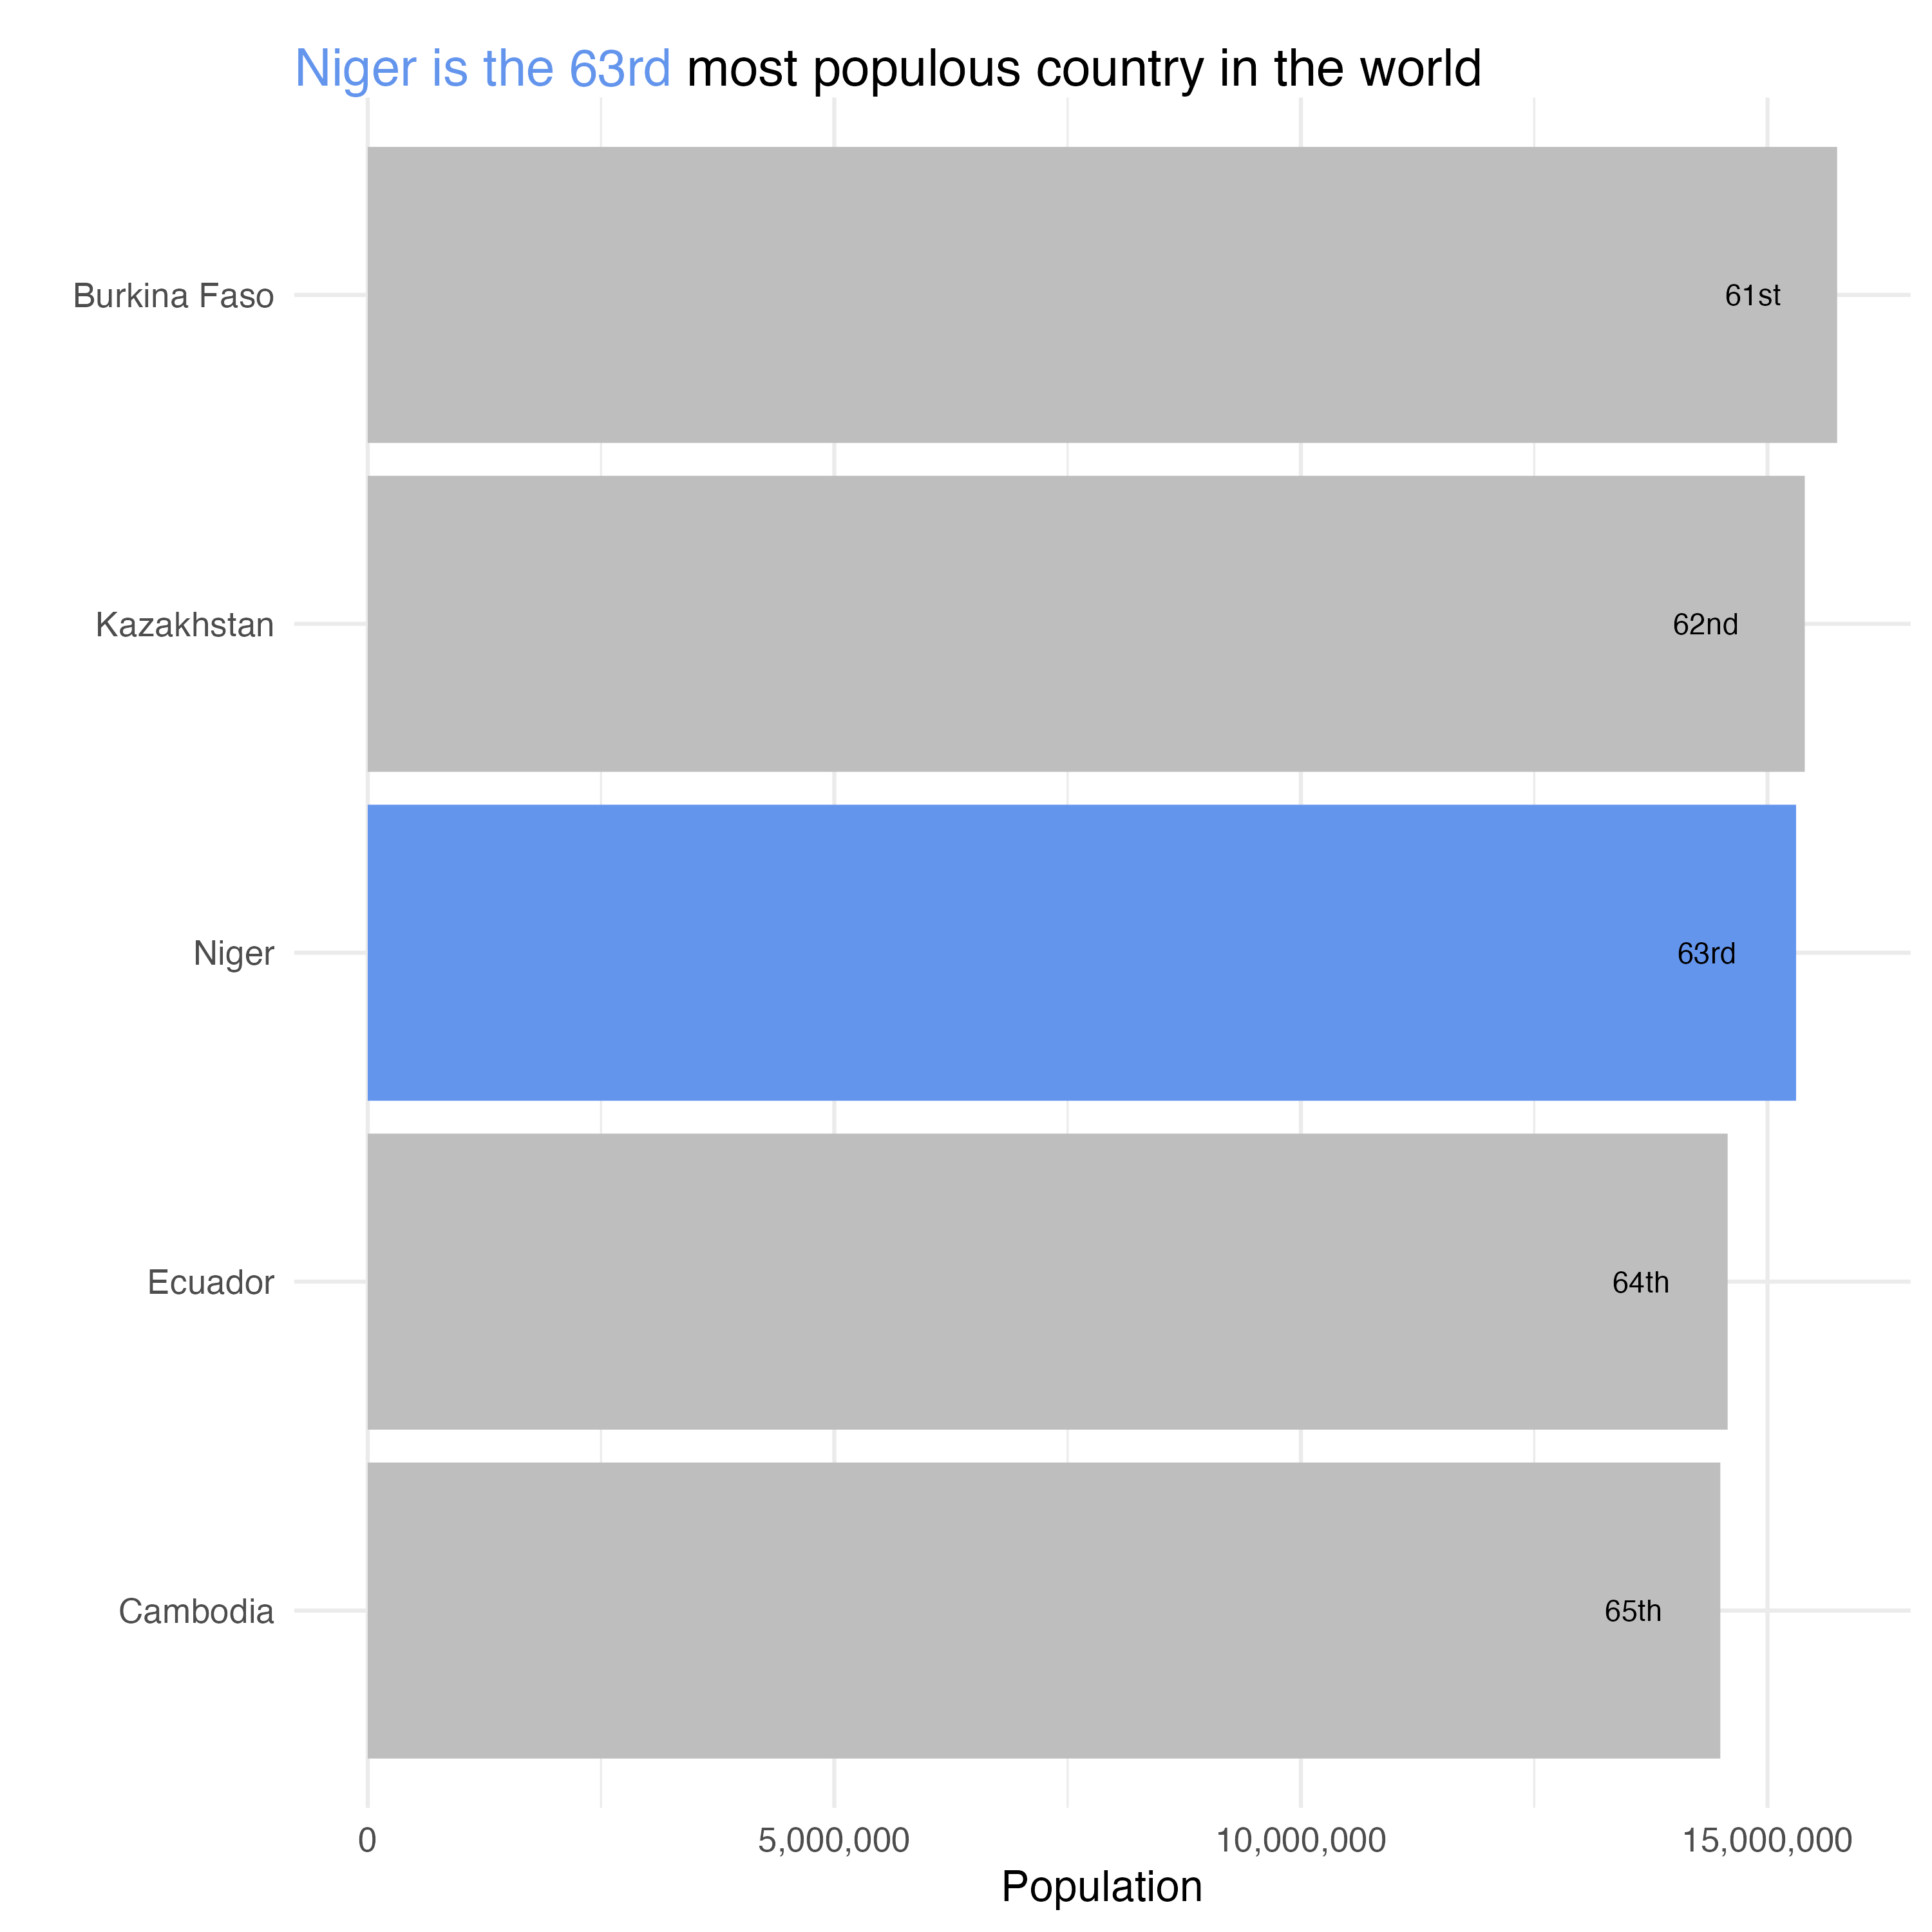 Niger is the 63rd most populous country in the world
Burkina Faso
61st
Kazakhstan
62nd
Niger
63rd
Ecuador
64th
Cambodia
65th
0
5,000,000
10,000,000
15,000,000
Population